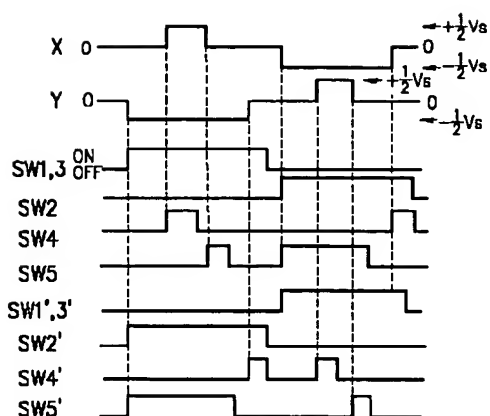 +½Vs
X 0
0
-½Vs
+½Vs
Y 0
0
-½Vs
SW1,3 ON
OFF
SW2
SW4
SW5
SW1',3'
SW2'
SW4'
SW5'